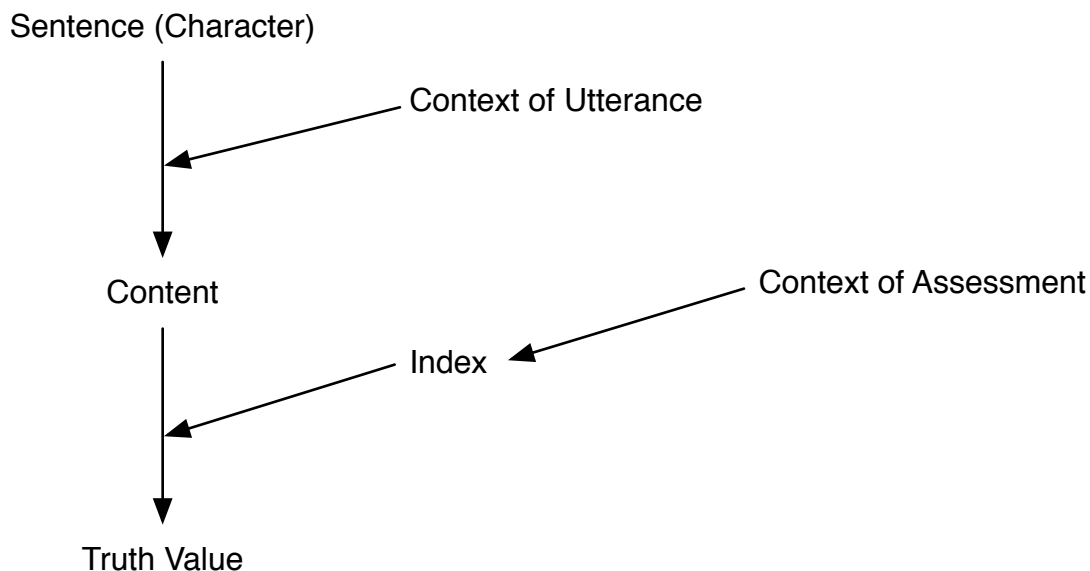 Sentence (Character)
Context of Utterance
Content
Context of Assessment
Index
Truth Value